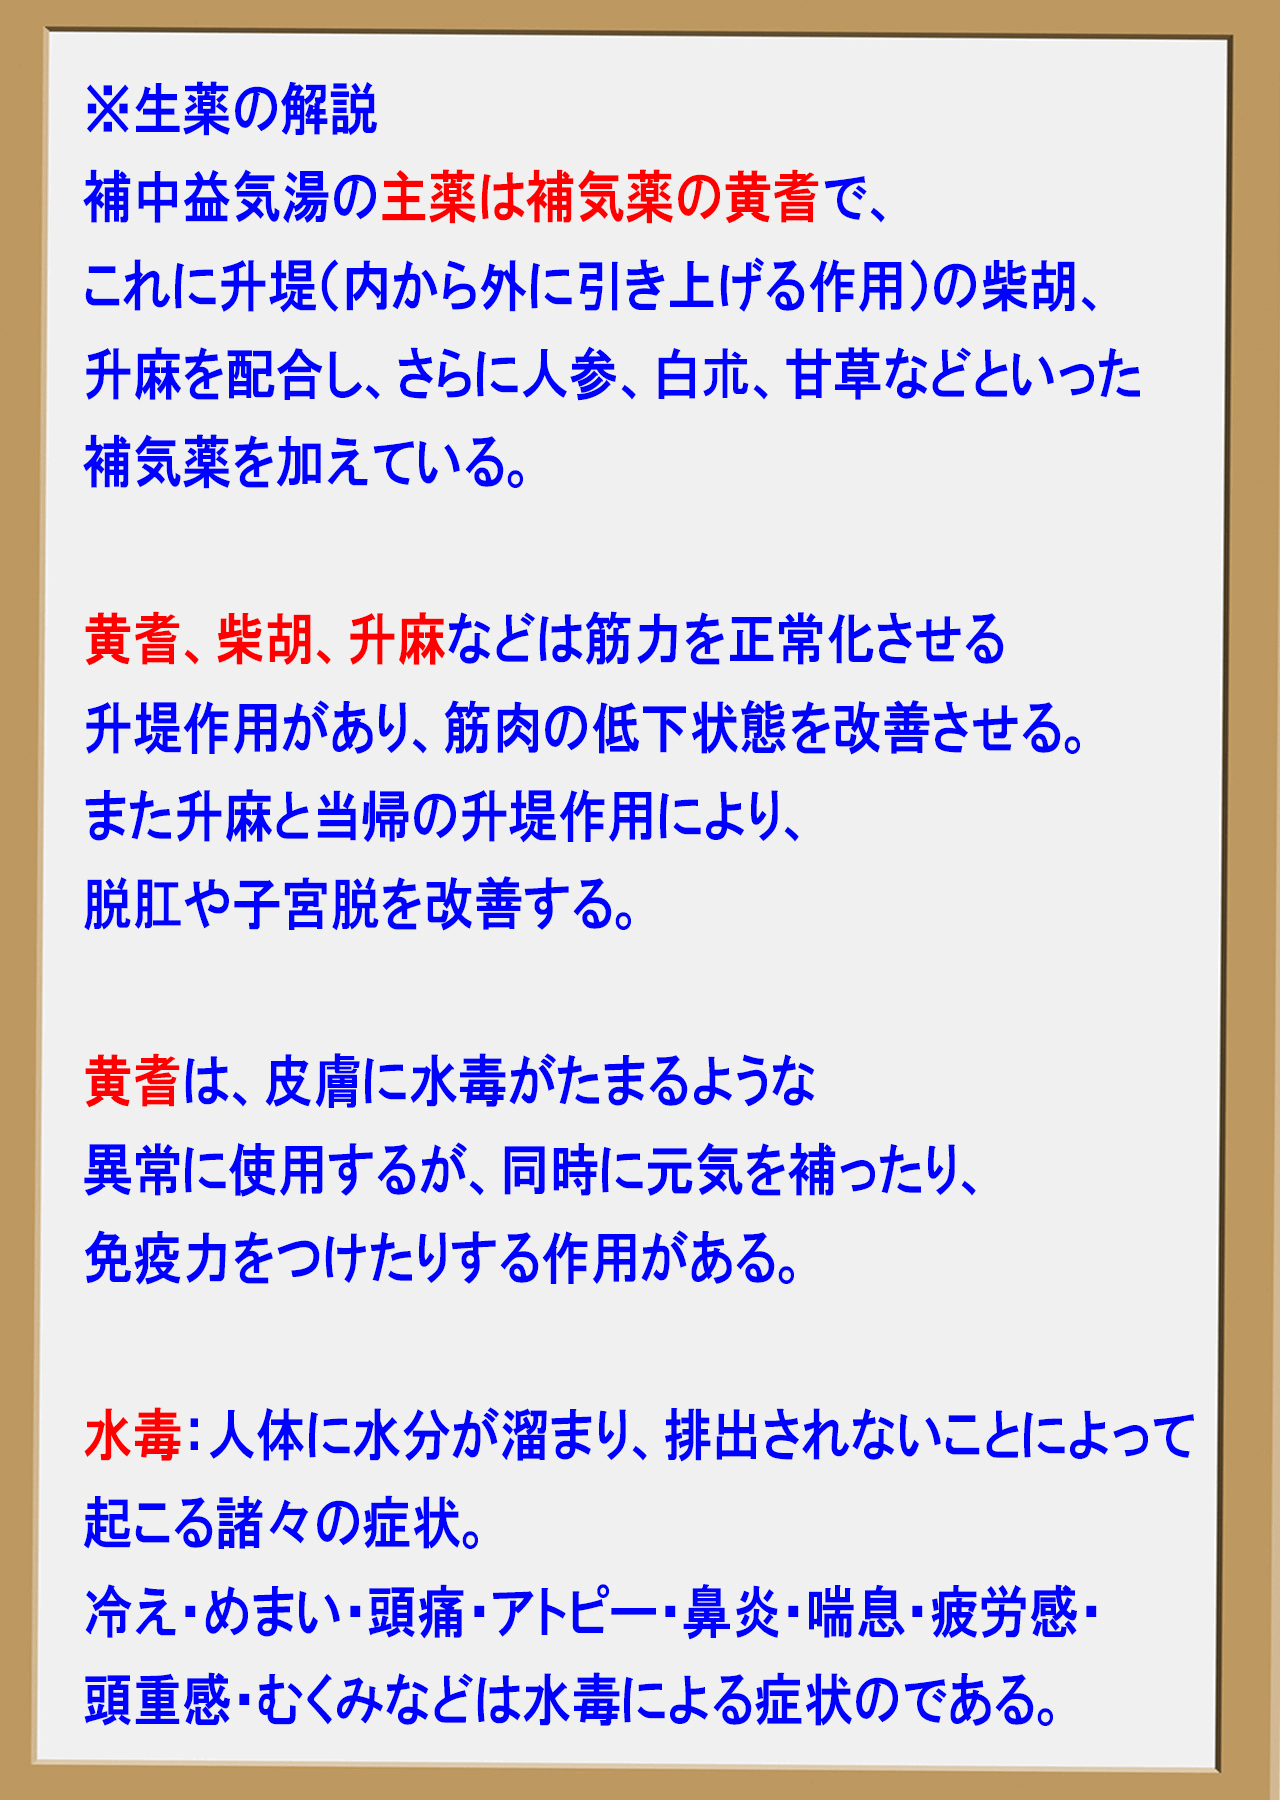 ※生薬の解説
補中益気湯の主薬は補気薬の黄耆で、
これに升堤（内から外に引き上げる作用）の柴胡、
升麻を配合し、さらに人参、白朮、甘草などといった
補気薬を加えている。
黄耆、柴胡、升麻などは筋力を正常化させる
升堤作用があり、筋肉の低下状態を改善させる。
また升麻と当帰の升堤作用により、
脱肛や子宮脱を改善する。
黄耆は、皮膚に水毒がたまるような
異常に使用するが、同時に元気を補ったり、
免疫力をつけたりする作用がある。
水毒：人体に水分が溜まり、排出されないことによって
起こる諸々の症状。
冷え・めまい・頭痛・アトピー・鼻炎・喘息・疲労感・
頭重感・むくみなどは水毒による症状のである。